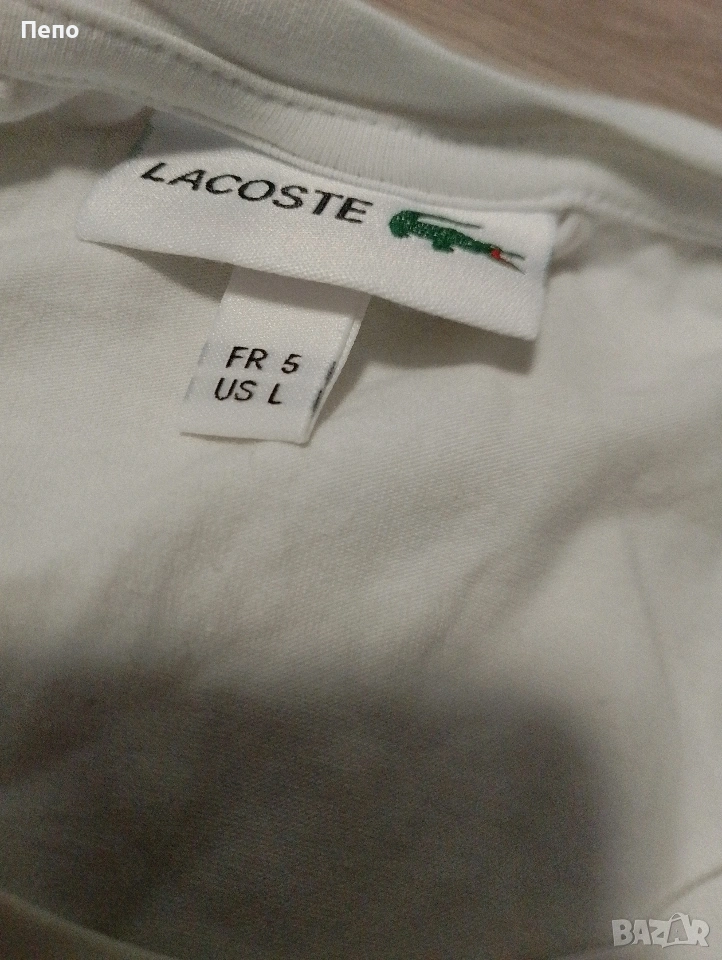 Пепо
LACOSTE
FR 5
US L
BAZAR